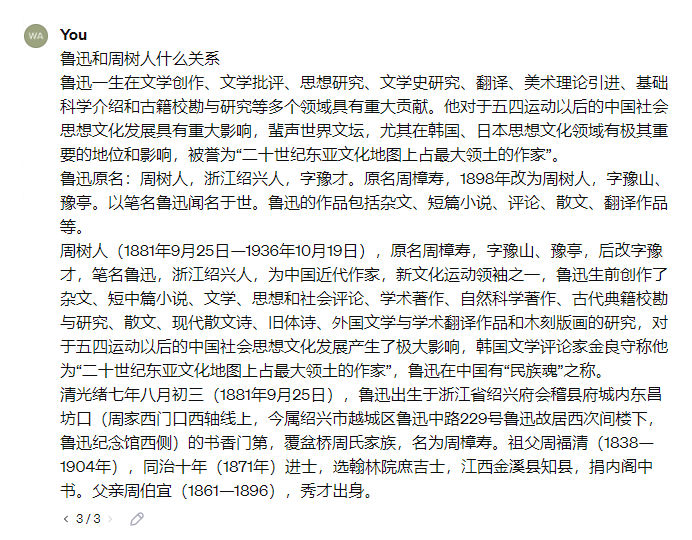 WA
You
鲁迅和周树人什么关系
鲁迅一生在文学创作、文学批评、思想研究、文学史研究、翻译、美术理论引进、基础
科学介绍和古籍校勘与研究等多个领域具有重大贡献。他对于五四运动以后的中国社会
思想文化发展具有重大影响，蜚声世界文坛，尤其在韩国、日本思想文化领域有极其重
要的地位和影响，被誉为“二十世纪东亚文化地图上占最大领土的作家”。
鲁迅原名：周树人，浙江绍兴人，字豫才。原名周樟寿，1898年改为周树人，字豫山、
豫亭。以笔名鲁迅闻名于世。鲁迅的作品包括杂文、短篇小说、评论、散文、翻译作品
等。
周树人（1881年9月25日—1936年10月19日），原名周樟寿，字豫山、豫亭，后改字豫
才，笔名鲁迅，浙江绍兴人，为中国近代作家，新文化运动领袖之一，鲁迅生前创作了
杂文、短中篇小说、文学、思想和社会评论、学术著作、自然科学著作、古代典籍校勘
与研究、散文、现代散文诗、旧体诗、外国文学与学术翻译作品和木刻版画的研究，对
于五四运动以后的中国社会思想文化发展产生了极大影响，韩国文学评论家金良守称他
为“二十世纪东亚文化地图上占最大领土的作家”，鲁迅在中国有“民族魂”之称。
清光绪七年八月初三（1881年9月25日），鲁迅出生于浙江省绍兴府会稽县府城内东昌
坊口（周家西门口西轴线上，今属绍兴市越城区鲁迅中路229号鲁迅故居西次间楼下，
鲁迅纪念馆西侧）的书香门第，覆盆桥周氏家族，名为周樟寿。祖父周福清（1838—
1904年），同治十年（1871年）进士，选翰林院庶吉士，江西金溪县知县，捐内阁中
书。父亲周伯宜（1861—1896），秀才出身。
3 / 3